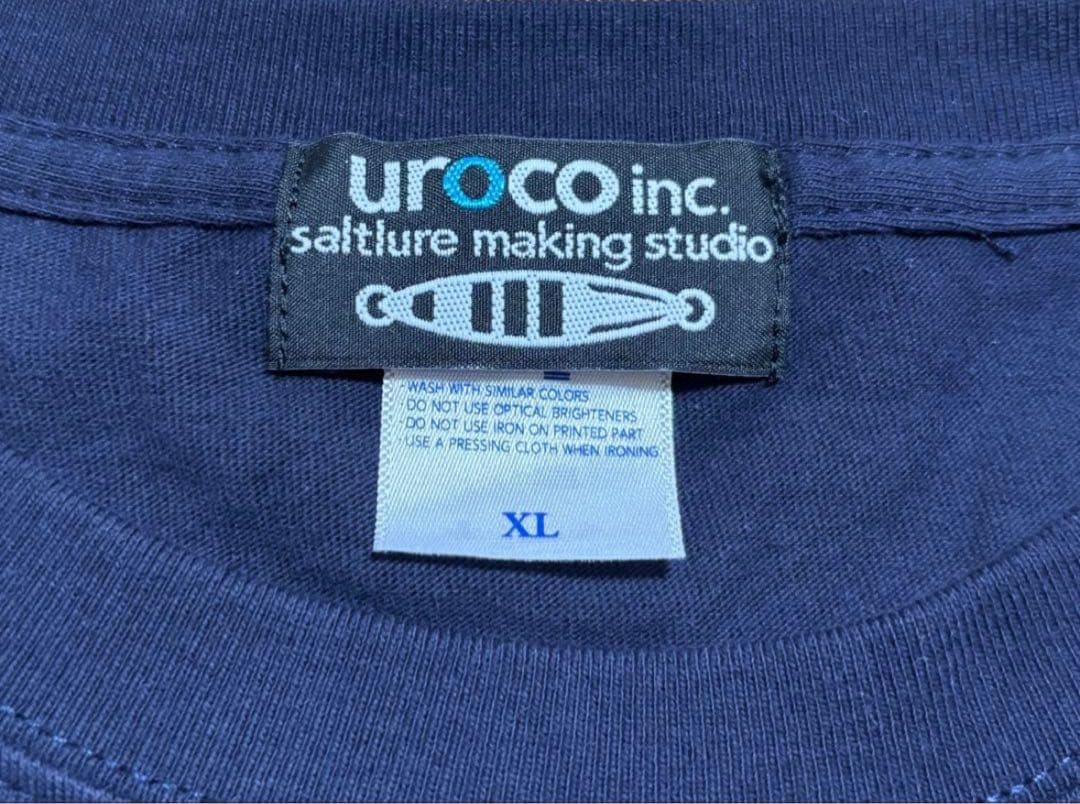 uroco inc.
saltlure making studio
· WASH WITH SIMILAR COLORS
· DO NOT USE OPTICAL BRIGHTENERS
· DO NOT USE IRON ON PRINTED PART
· USE A PRESSING CLOTH WHEN IRONING
XL